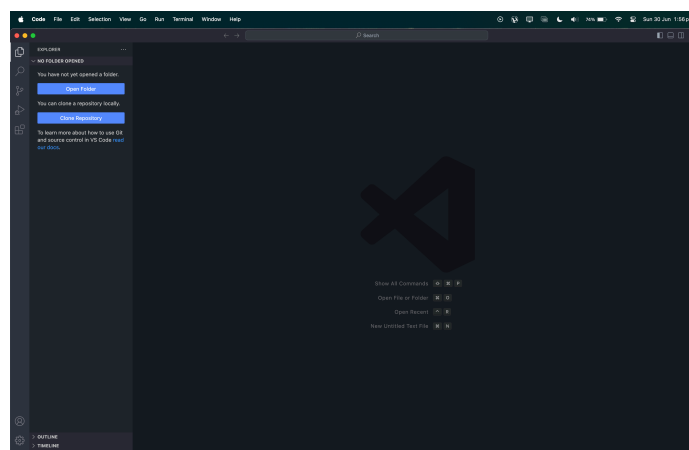 Code File Edit Selection View Go Run Terminal Window Help 74% Sun 30 Jun 1:56p
Search
EXPLORER ...
NO FOLDER OPENED
You have not yet opened a folder.
Open Folder
You can clone a repository locally.
Clone Repository
To learn more about how to use Git
and source control in VS Code read
our docs.
Show All Commands ⇧ ⌘ P
Open File or Folder ⌘ O
Open Recent ⌃ R
New Untitled Text File ⌘ N
OUTLINE
TIMELINE